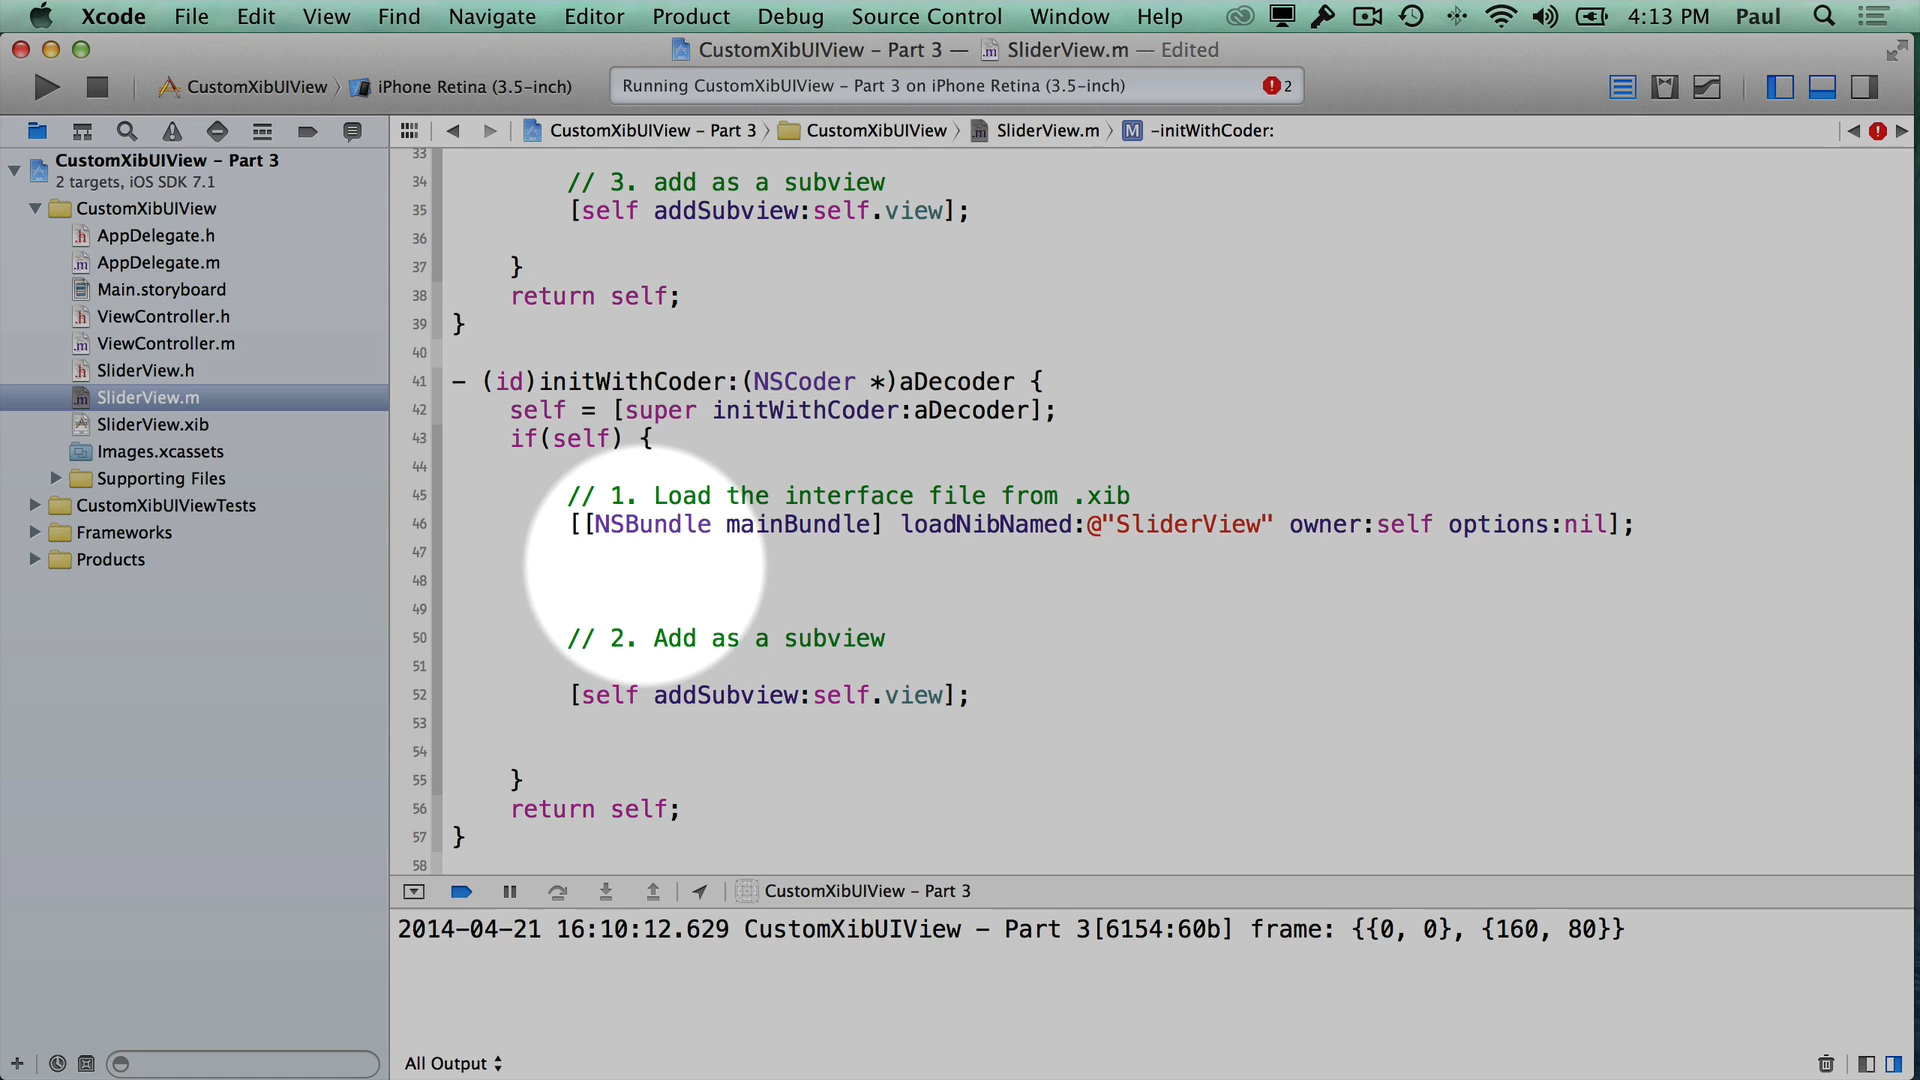 Xcode File Edit View Find Navigate Editor Product Debug Source Control Window Help 4:13 PM Paul
CustomXibUIView – Part 3 — SliderView.m — Edited
CustomXibUIView iPhone Retina (3.5-inch)
Running CustomXibUIView – Part 3 on iPhone Retina (3.5-inch) 2
CustomXibUIView – Part 3 CustomXibUIView SliderView.m M -initWithCoder:
CustomXibUIView – Part 3
2 targets, iOS SDK 7.1
CustomXibUIView
AppDelegate.h
AppDelegate.m
Main.storyboard
ViewController.h
ViewController.m
SliderView.h
SliderView.m
SliderView.xib
Images.xcassets
Supporting Files
CustomXibUIViewTests
Frameworks
Products
33
34 // 3. add as a subview
35 [self addSubview:self.view];
36
37 }
38 return self;
39 }
40
41 - (id)initWithCoder:(NSCoder *)aDecoder {
42 self = [super initWithCoder:aDecoder];
43 if(self) {
44
45 // 1. Load the interface file from .xib
46 [[NSBundle mainBundle] loadNibNamed:@"SliderView" owner:self options:nil];
47
48
49
50 // 2. Add as a subview
51
52 [self addSubview:self.view];
53
54
55 }
56 return self;
57 }
58
CustomXibUIView – Part 3
2014-04-21 16:10:12.629 CustomXibUIView - Part 3[6154:60b] frame: {{0, 0}, {160, 80}}
All Output